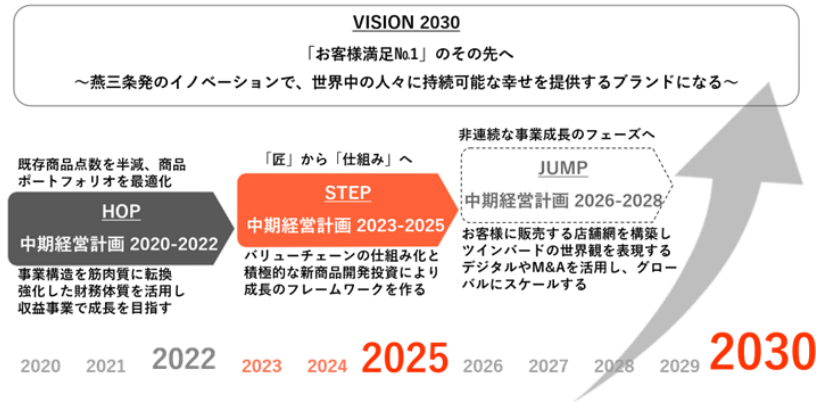 VISION 2030
「お客様満足№1」のその先へ
～燕三条発のイノベーションで、世界中の人々に持続可能な幸せを提供するブランドになる～
既存商品点数を半減、商品
ポートフォリオを最適化
HOP
中期経営計画 2020-2022
事業構造を筋肉質に転換
強化した財務体質を活用し
収益事業で成長を目指す
「匠」から「仕組み」へ
STEP
中期経営計画 2023-2025
バリューチェーンの仕組み化と
積極的な新商品開発投資により
成長のフレームワークを作る
非連続な事業成長のフェーズへ
JUMP
中期経営計画 2026-2028
お客様に販売する店舗網を構築し
ツインバードの世界観を表現する
デジタルやM&Aを活用し、グロー
バルにスケールする
2020 2021 2022 2023 2024 2025 2026 2027 2028 2029 2030